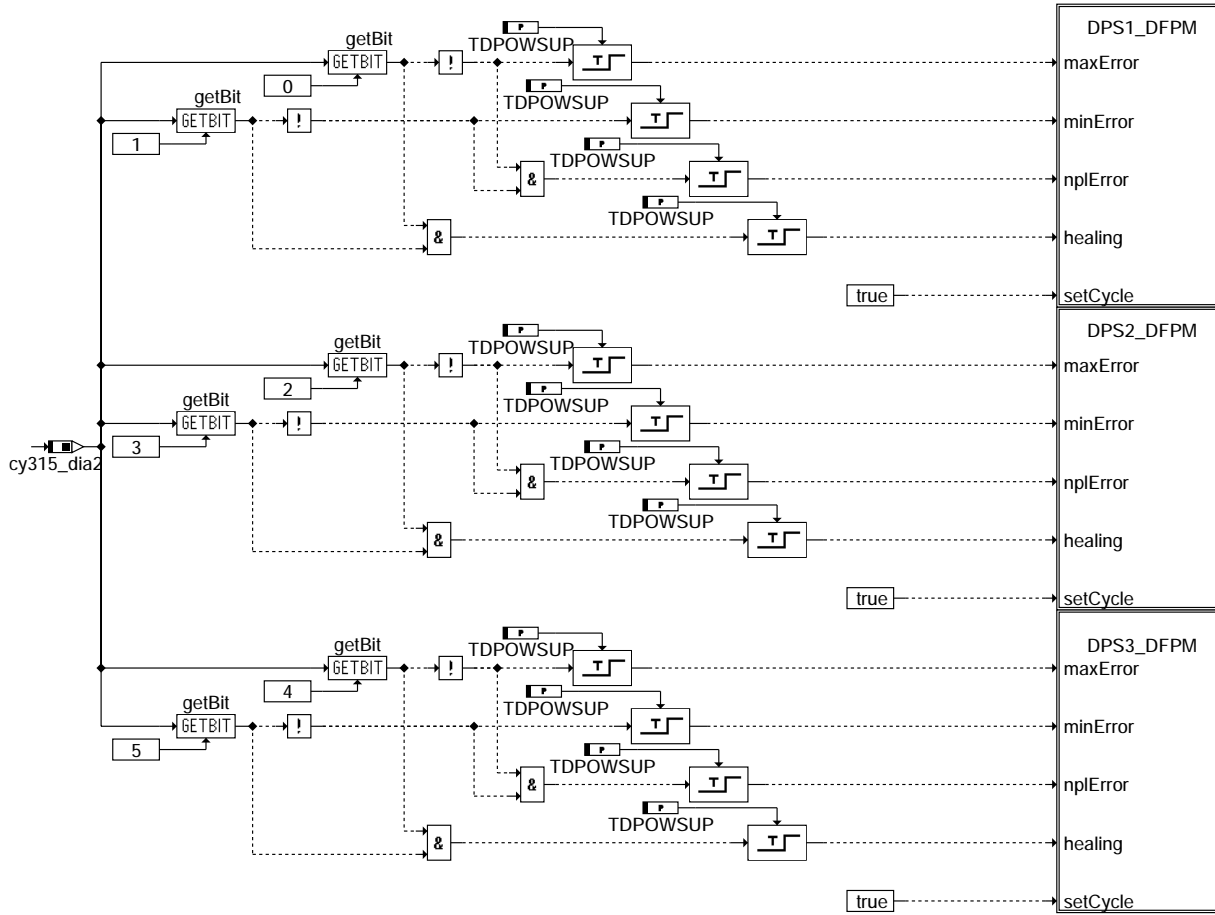 DPS1_DFPM
P
TDPOWSUP
getBit
GETBIT
!
T
maxError
0
P
TDPOWSUP
getBit
GETBIT
!
T
minError
1
P
TDPOWSUP
&
T
nplError
P
TDPOWSUP
&
T
healing
true
setCycle
DPS2_DFPM
P
TDPOWSUP
getBit
GETBIT
!
T
maxError
2
P
TDPOWSUP
getBit
GETBIT
!
T
minError
3
cy315_dia2
P
TDPOWSUP
&
T
nplError
P
TDPOWSUP
&
T
healing
true
setCycle
DPS3_DFPM
P
TDPOWSUP
getBit
GETBIT
!
T
maxError
4
P
TDPOWSUP
getBit
GETBIT
!
T
minError
5
P
TDPOWSUP
&
T
nplError
P
TDPOWSUP
&
T
healing
true
setCycle